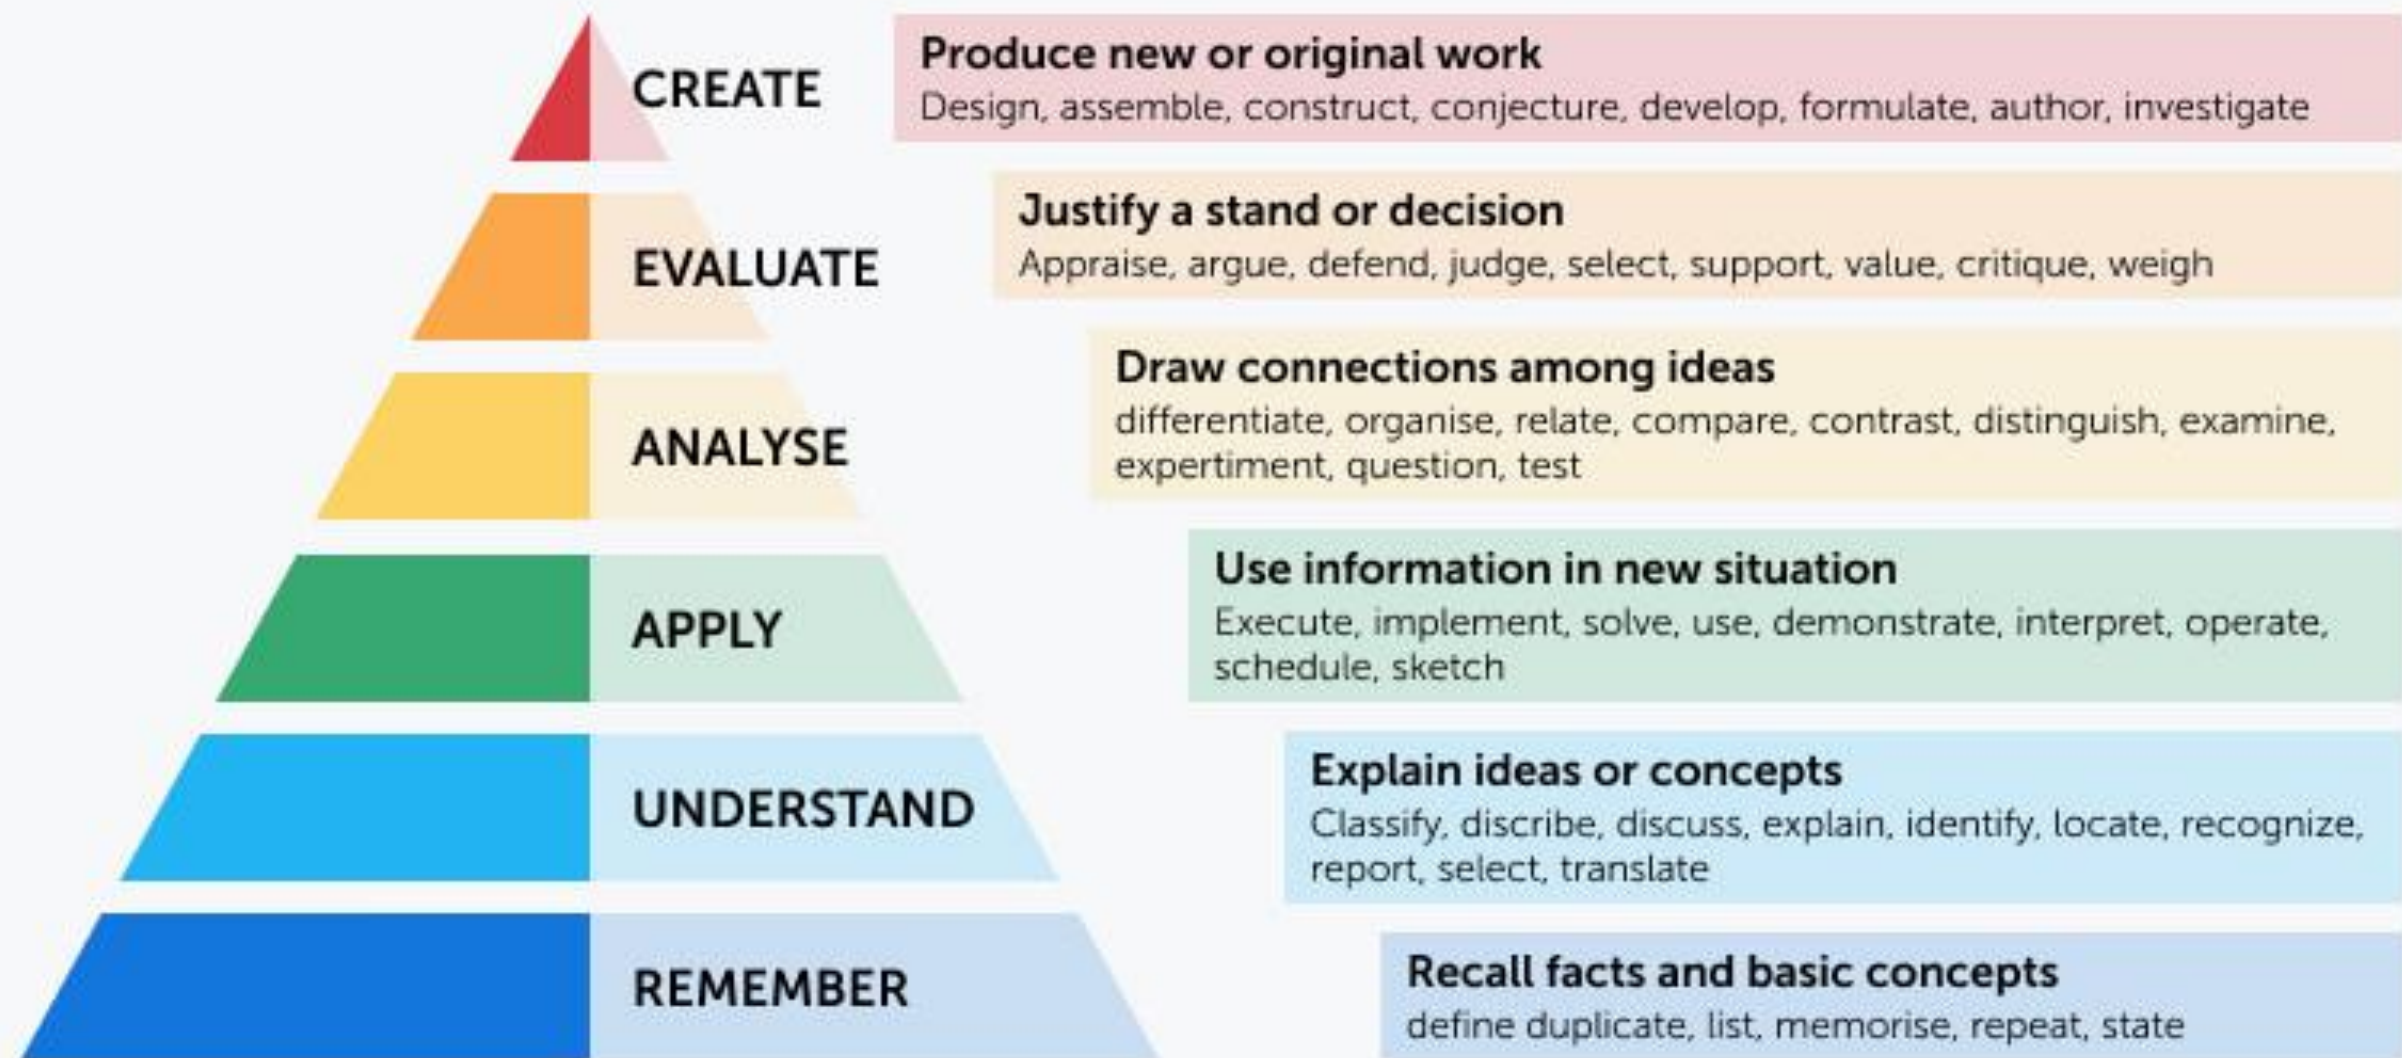 CREATE
Produce new or original work
Design, assemble, construct, conjecture, develop, formulate, author, investigate
EVALUATE
Justify a stand or decision
Appraise, argue, defend, judge, select, support, value, critique, weigh
ANALYSE
Draw connections among ideas
differentiate, organise, relate, compare, contrast, distinguish, examine,
expertiment, question, test
APPLY
Use information in new situation
Execute, implement, solve, use, demonstrate, interpret, operate,
schedule, sketch
UNDERSTAND
Explain ideas or concepts
Classify, discribe, discuss, explain, identify, locate, recognize,
report, select, translate
REMEMBER
Recall facts and basic concepts
define duplicate, list, memorise, repeat, state